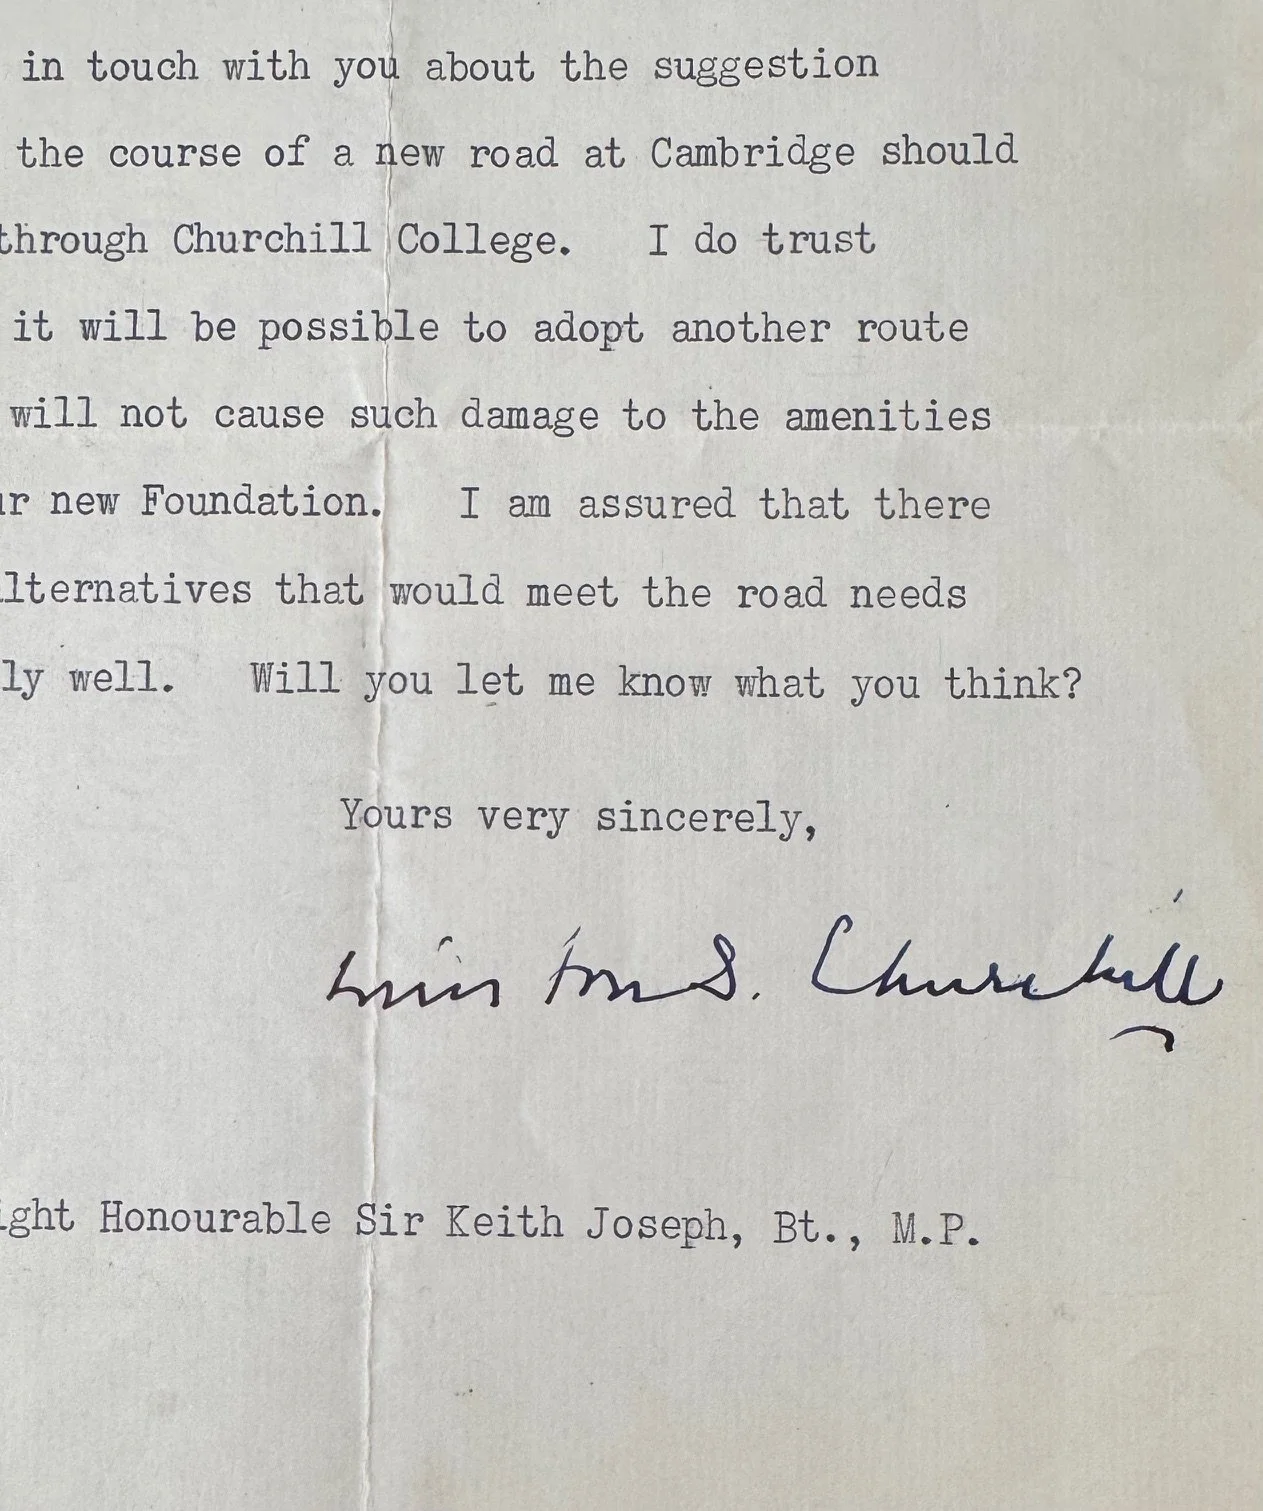 in touch with you about the suggestion
the course of a new road at Cambridge should
through Churchill College. I do trust
it will be possible to adopt another route
will not cause such damage to the amenities
ur new Foundation. I am assured that there
lternatives that would meet the road needs
ly well. Will you let me know what you think?
Yours very sincerely,
Winston S. Churchill
ight Honourable Sir Keith Joseph, Bt., M.P.